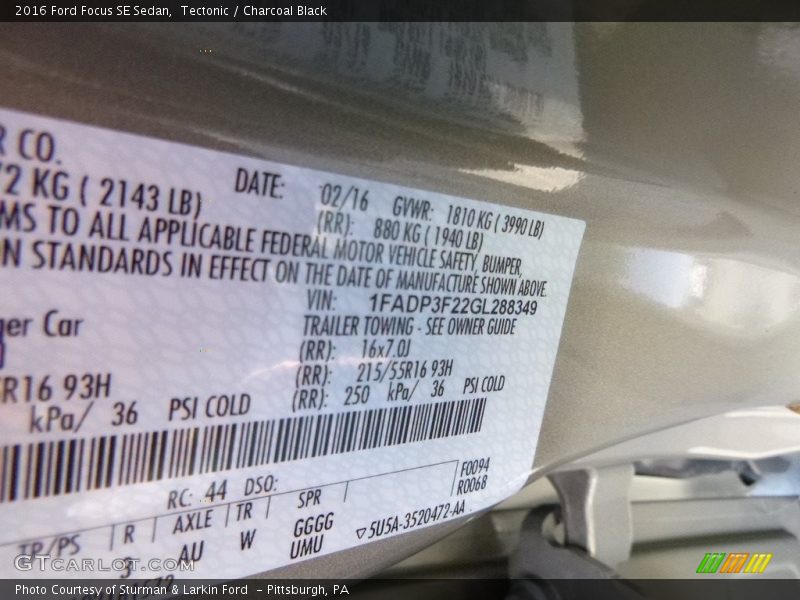 2016 Ford Focus SE Sedan,  Tectonic / Charcoal Black
R CO.
DATE: 02/16 GVWR: 1810 KG ( 3990 LB)
2 KG ( 2143 LB) (RR): 880 KG ( 1940 LB)
MS TO ALL APPLICABLE FEDERAL MOTOR VEHICLE SAFETY, BUMPER,
N STANDARDS IN EFFECT ON THE DATE OF MANUFACTURE SHOWN ABOVE.
VIN: 1FADP3F22GL288349
ger Car TRAILER TOWING - SEE OWNER GUIDE
(RR): 16x7.0J
R16 93H (RR): 215/55R16 93H
kPa/ 36 PSI COLD (RR): 250 kPa/ 36 PSI COLD
F0094
RC: 44 DSO: R0068
TP/PS R AXLE TR SPR
3 AU W GGGG
UMU
5U5A-3520472-AA
GTCarLot.com
Photo Courtesy of Sturman & Larkin Ford  - Pittsburgh, PA